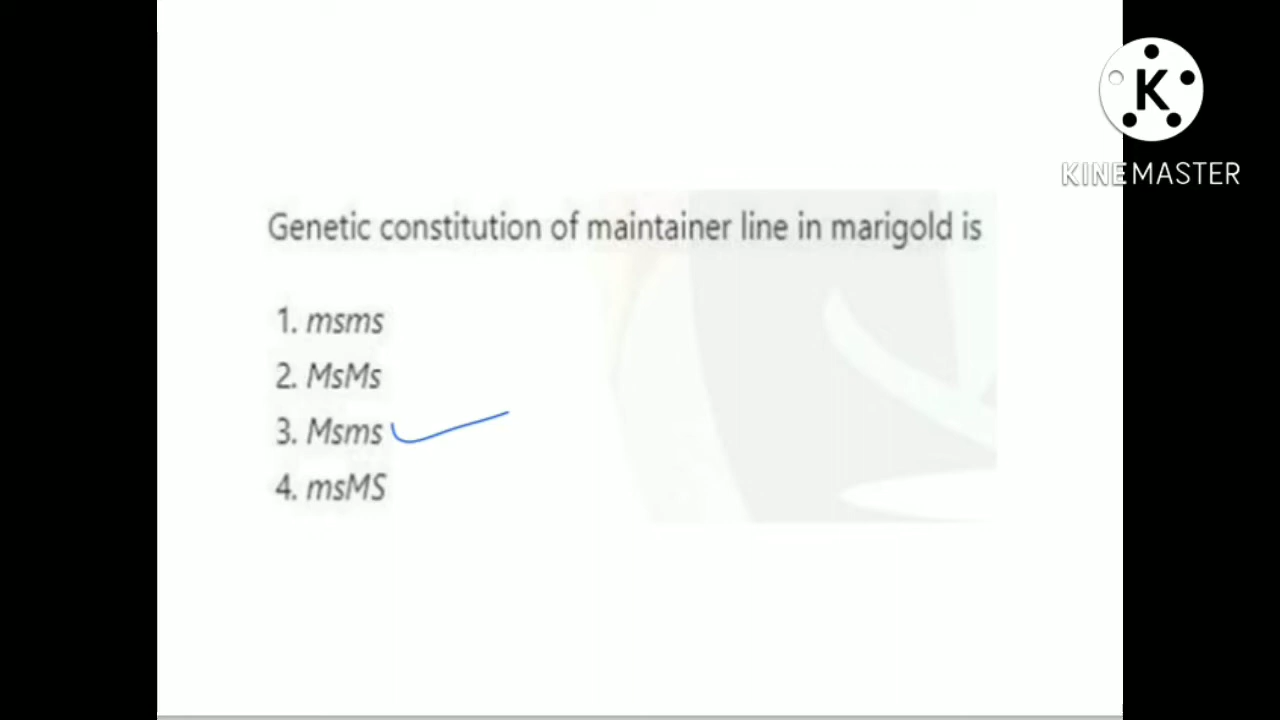 K
KINEMASTER
Genetic constitution of maintainer line in marigold is
1. msms
2. MsMs
3. Msms
4. msMS